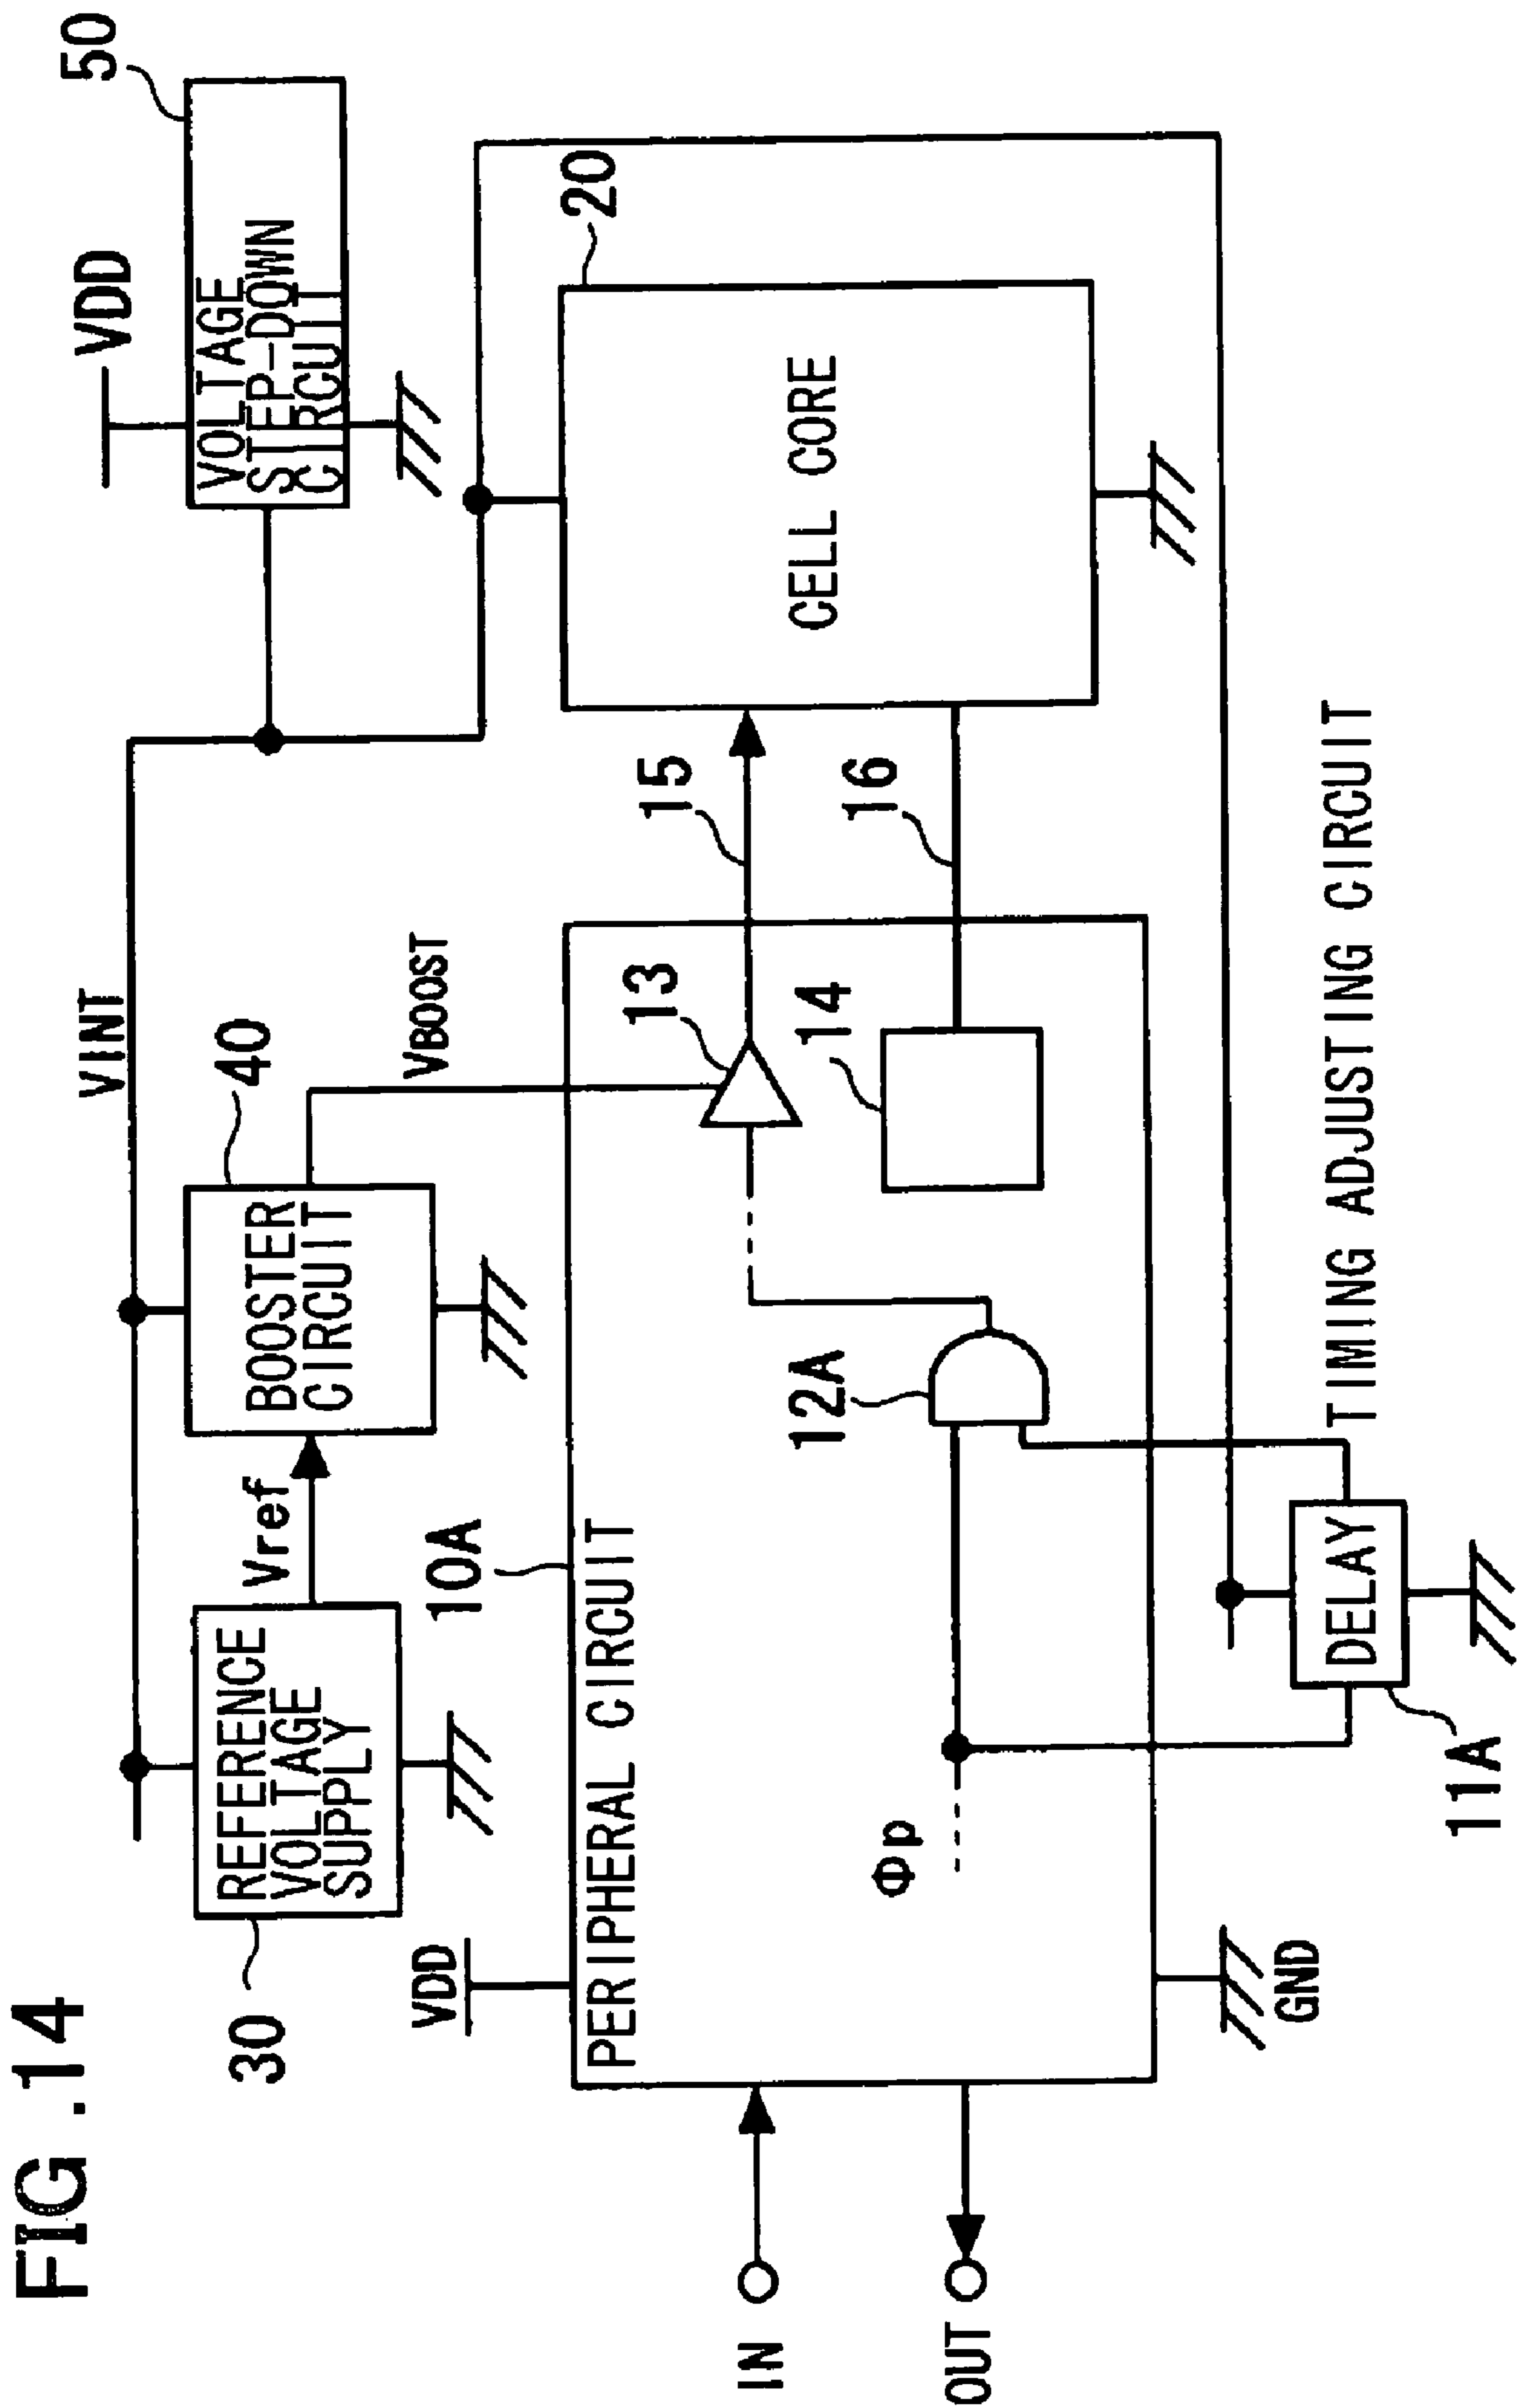 FIG.14
VDD
50
VOLTAGE
STEP-DOWN
CIRCUIT
VINT
30
REFERENCE
VOLTAGE
SUPPLY
Vref
40
BOOSTER
CIRCUIT
VBOOST
20
CELL CORE
VDD
10A
PERIPHERAL CIRCUIT
13
15
14
16
12A
Φp
IN
OUT
GND
11A
DELAY
TIMING ADJUSTING CIRCUIT